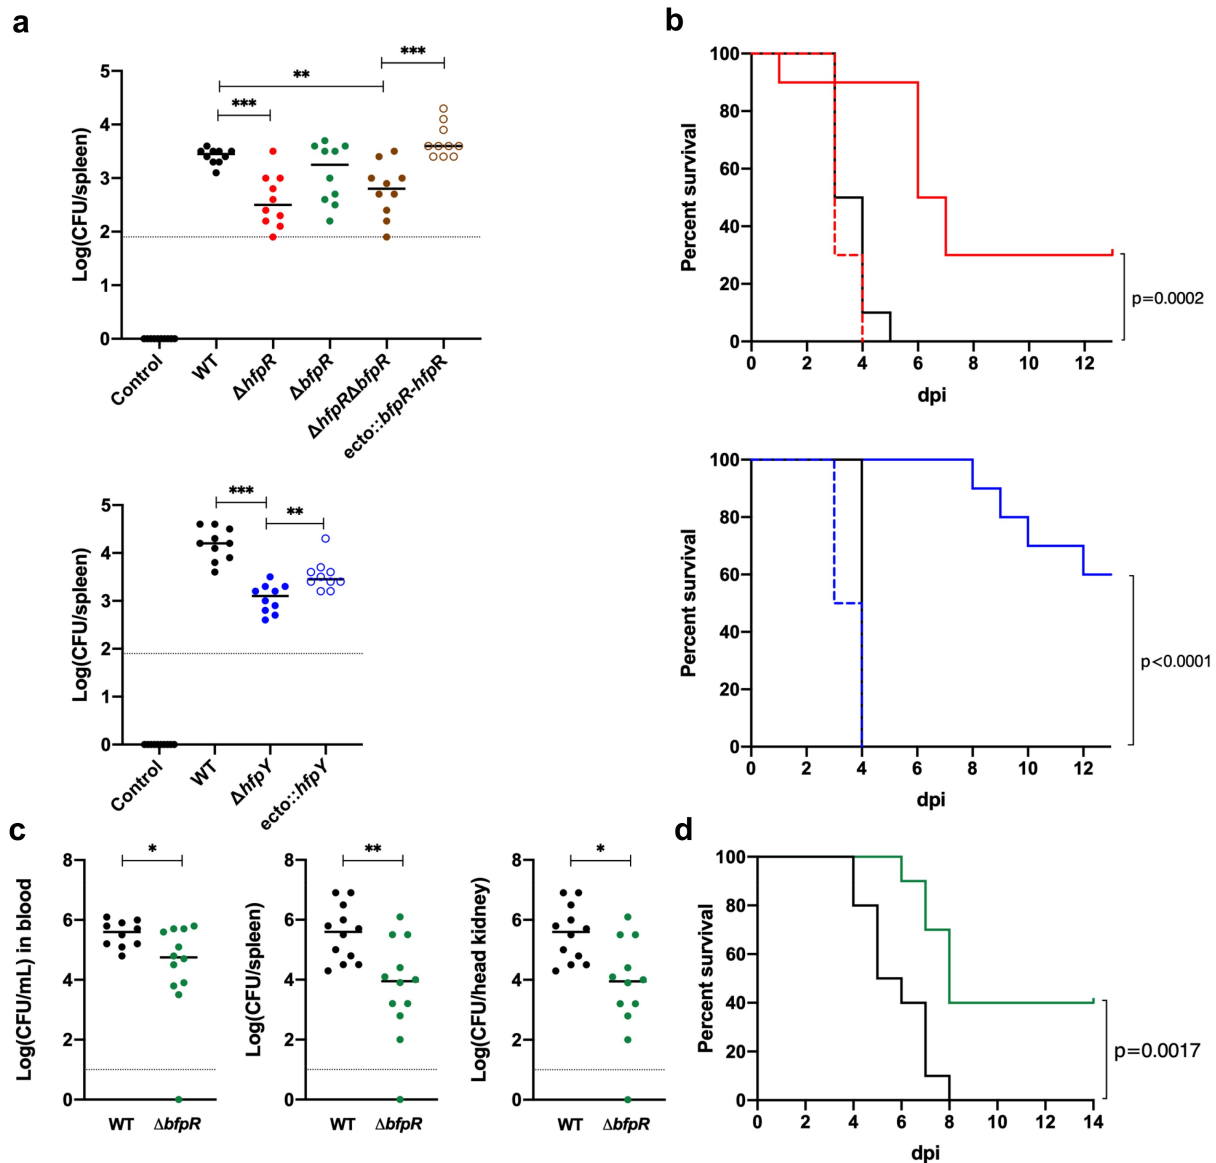 a
Log(CFU/spleen)
5
4
3
2
1
0
***
**
***
Control
WT
ΔhfpR
ΔbfpR
ΔhfpRΔbfpR
ecto::bfpR-hfpR
Log(CFU/spleen)
5
4
3
2
1
0
***
**
Control
WT
ΔhfpY
ecto::hfpY
b
Percent survival
100
80
60
40
20
0
0 2 4 6 8 10 12
dpi
p=0.0002
Percent survival
100
80
60
40
20
0
0 2 4 6 8 10 12
dpi
p<0.0001
c
Log(CFU/mL) in blood
8
6
4
2
0
*
WT ΔbfpR
Log(CFU/spleen)
8
6
4
2
0
**
WT ΔbfpR
Log(CFU/head kidney)
8
6
4
2
0
*
WT ΔbfpR
d
Percent survival
100
80
60
40
20
0
0 2 4 6 8 10 12 14
dpi
p=0.0017